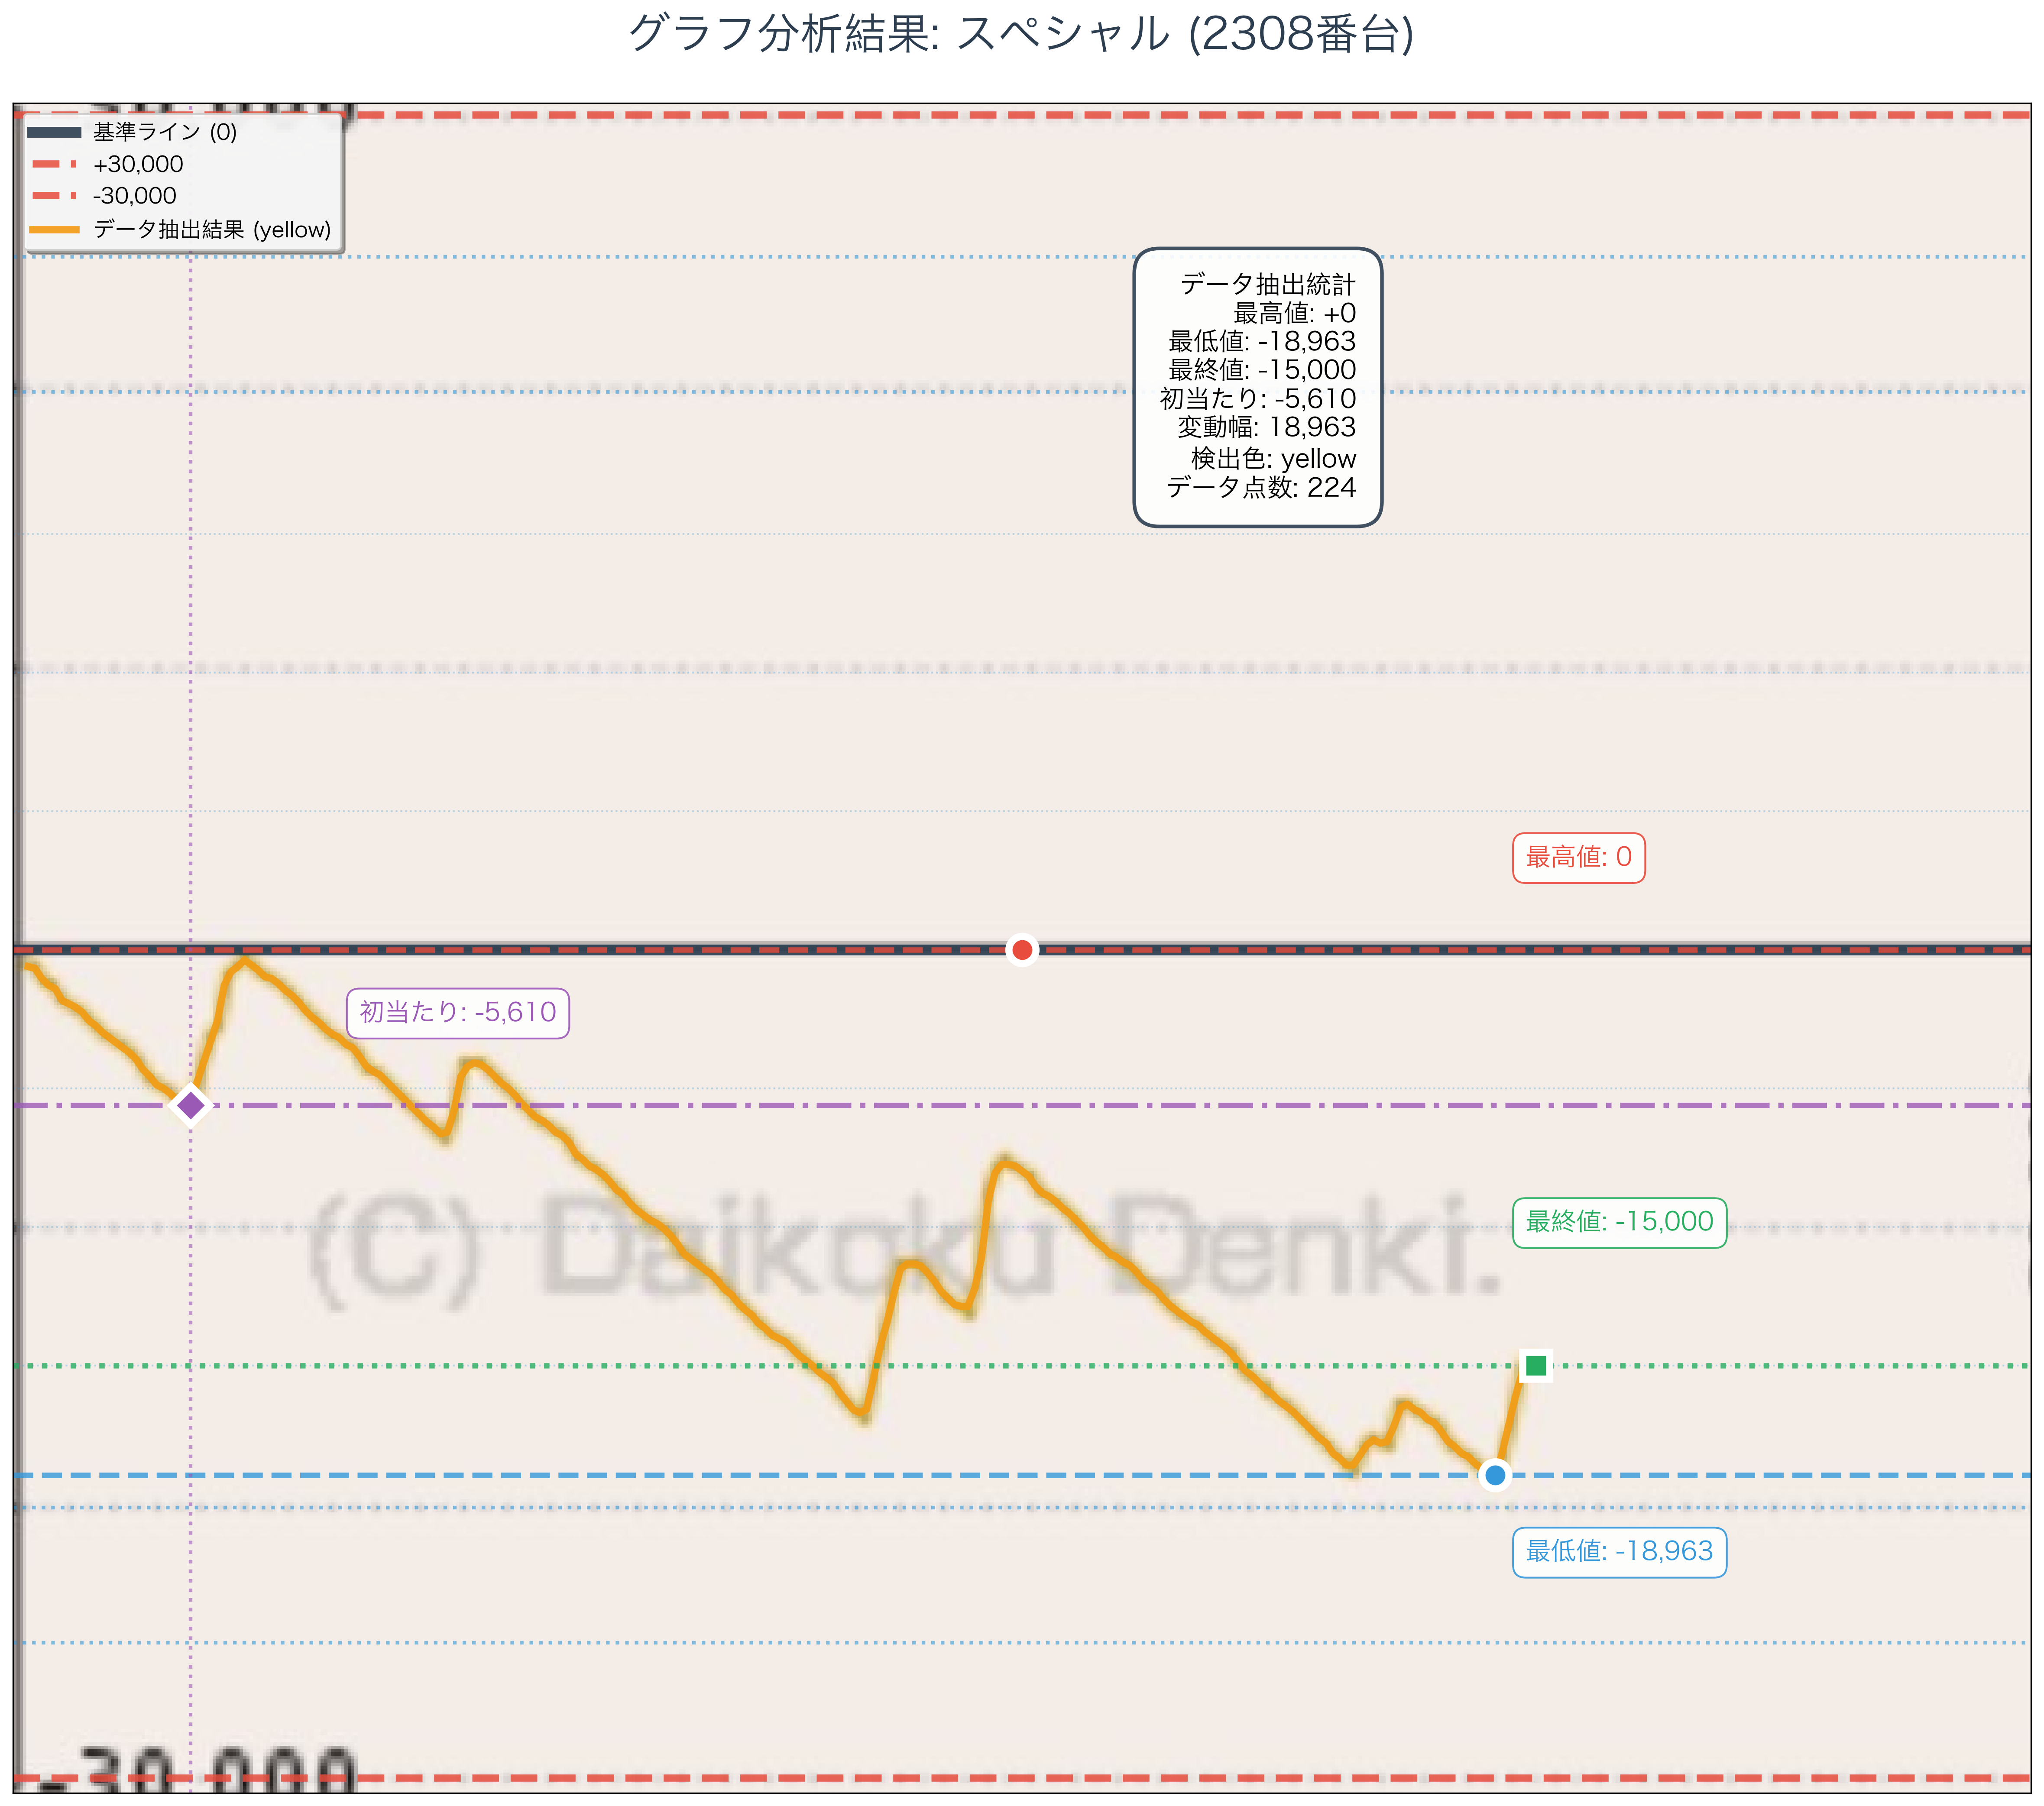 グラフ分析結果: スペシャル (2308番台)
基準ライン (0)
+30,000
-30,000
データ抽出結果 (yellow)
データ抽出統計
最高値: +0
最低値: -18,963
最終値: -15,000
初当たり: -5,610
変動幅: 18,963
検出色: yellow
データ点数: 224
最高値: 0
初当たり: -5,610
(C) Daikoku Denki.
最終値: -15,000
最低値: -18,963
-30,000